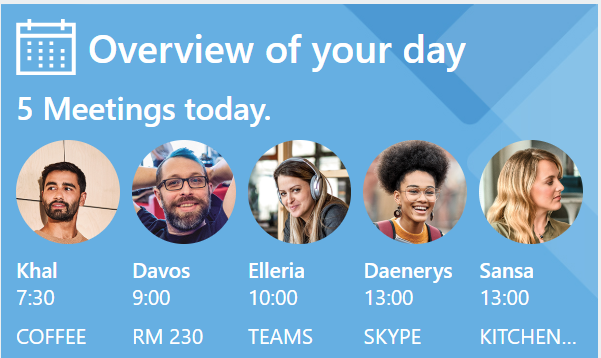 Overview of your day
5 Meetings today.
Khal
7:30
COFFEE
Davos
9:00
RM 230
Elleria
10:00
TEAMS
Daenerys
13:00
SKYPE
Sansa
13:00
KITCHEN...